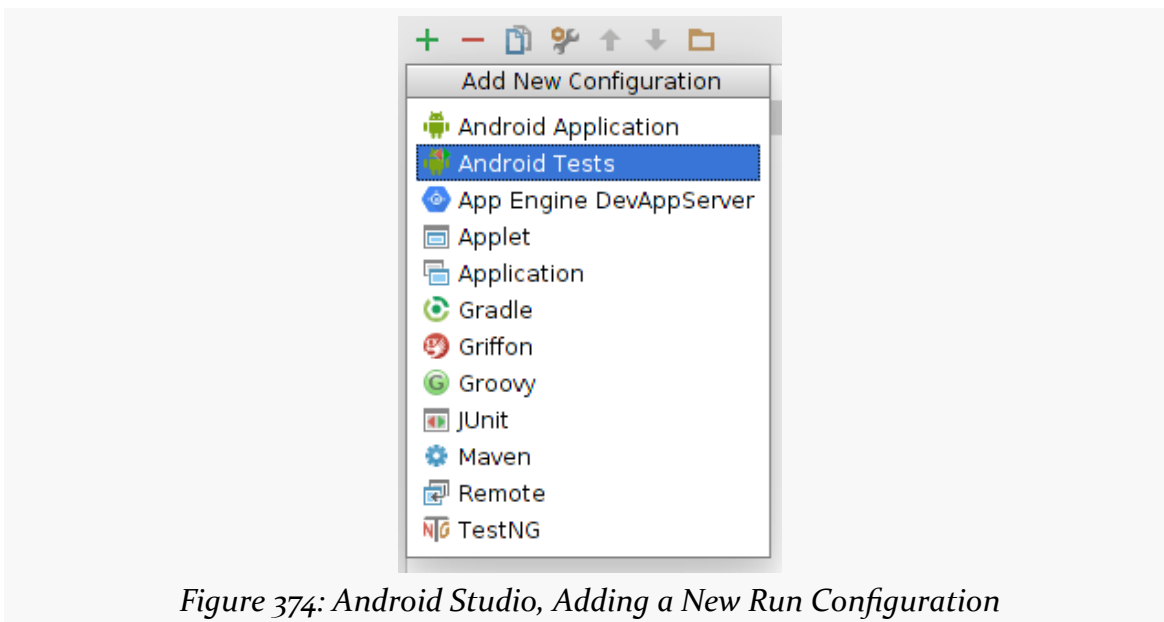 Add New Configuration
Android Application
Android Tests
App Engine DevAppServer
Applet
Application
Gradle
Griffon
G Groovy
JUnit
Maven
Remote
NTG TestNG
Figure 374: Android Studio, Adding a New Run Configuration